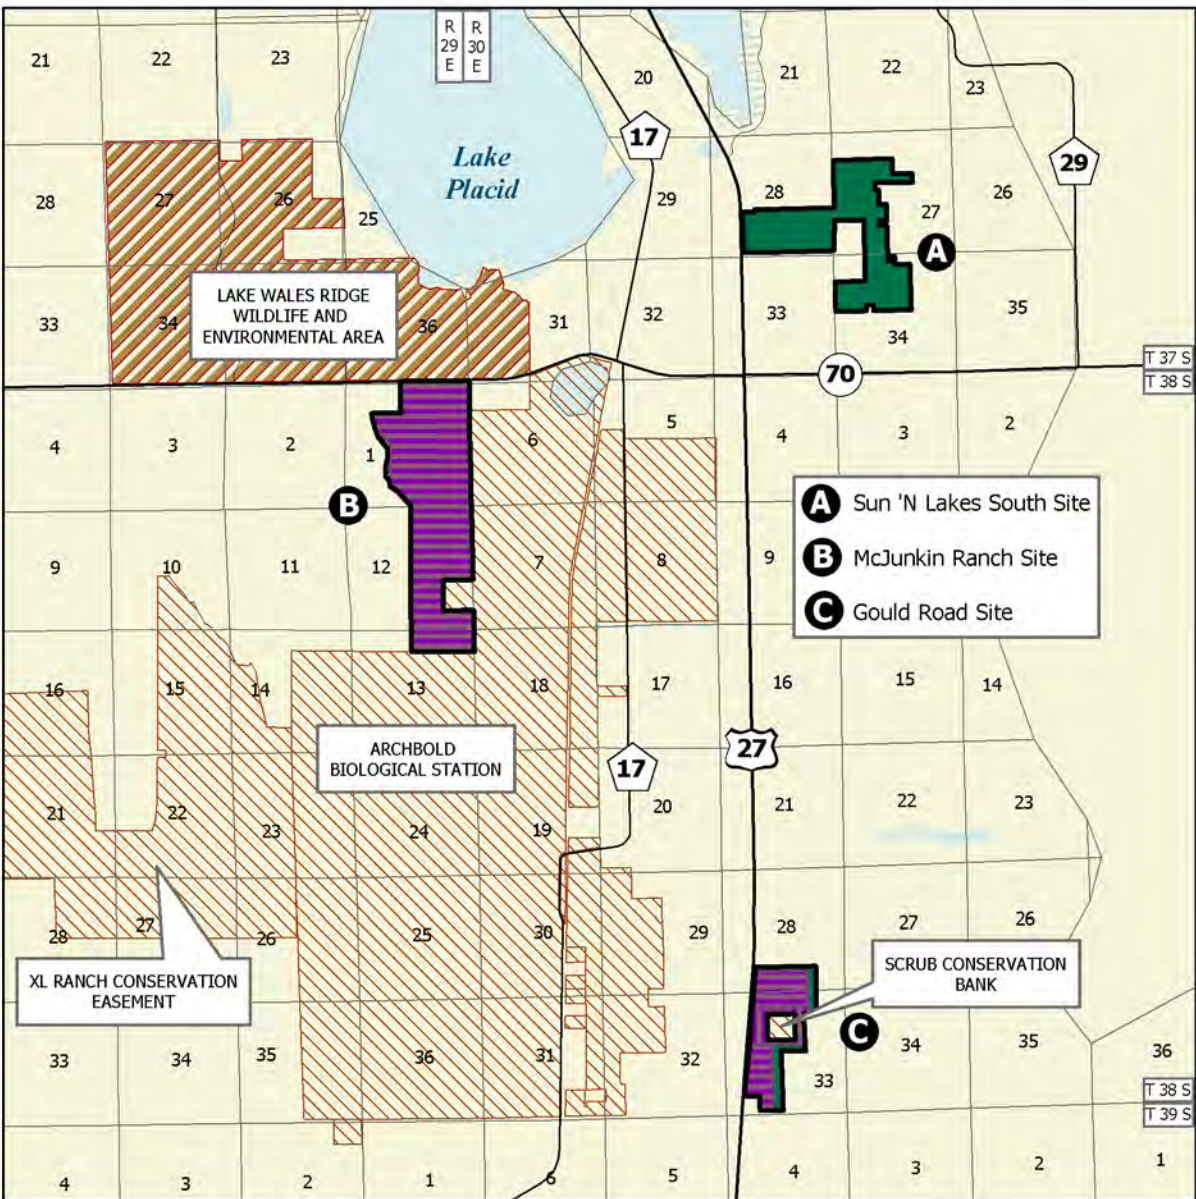 R R
29 30
E E
21 22 23 20 21 22 23
17
29
Lake
Placid
28 27 26 25 29 28 27 26
A
LAKE WALES RIDGE
WILDLIFE AND
ENVIRONMENTAL AREA
33 34 36 31 32 33 34 35
T 37 S
T 38 S
70
4 3 2 1 6 5 4 3 2
B
A Sun 'N Lakes South Site
B McJunkin Ranch Site
C Gould Road Site
9 10 11 12 7 8 9
16 15 14 13 18 17 16 15 14
ARCHBOLD
BIOLOGICAL STATION
17
27
21 22 23 24 19 20 21 22 23
28 27 26 25 30 29 28 27 26
XL RANCH CONSERVATION
EASEMENT
SCRUB CONSERVATION
BANK
C
33 34 35 36 31 32 33 34 35 36
T 38 S
T 39 S
4 3 2 1 6 5 4 3 2 1